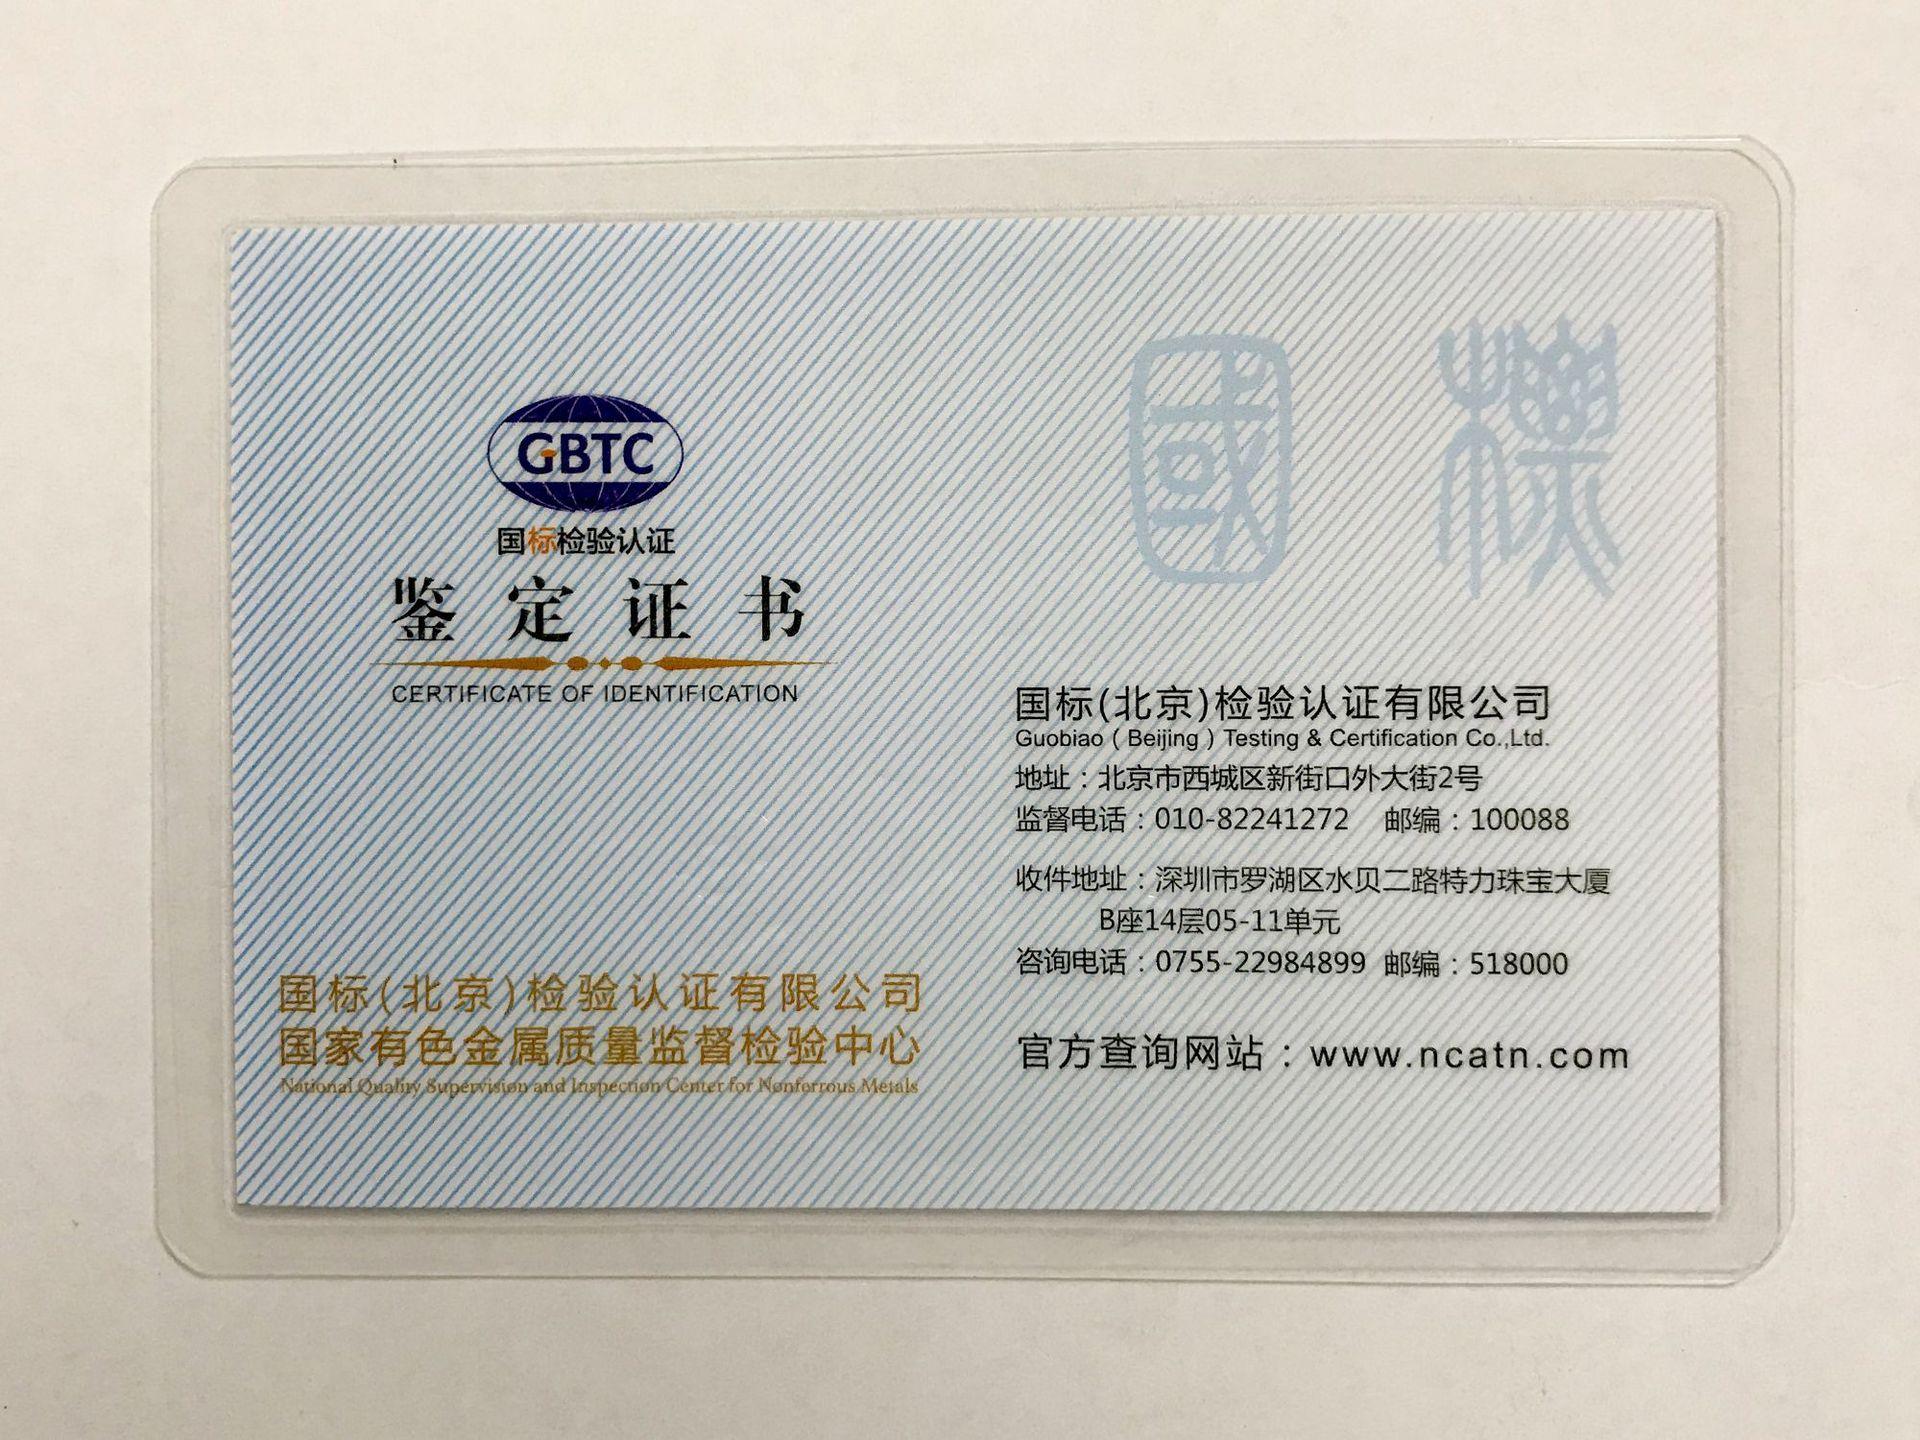 GBTC
国标检验认证
鉴定证书
CERTIFICATE OF IDENTIFICATION
国标(北京)检验认证有限公司
国家有色金属质量监督检验中心
National Quality Supervision and Inspection Center for Nonferrous Metals
國 標
国标(北京)检验认证有限公司
Guobiao ( Beijing ) Testing & Certification Co.,Ltd.
地址：北京市西城区新街口外大街2号
监督电话：010-82241272 邮编：100088
收件地址：深圳市罗湖区水贝二路特力珠宝大厦
B座14层05-11单元
咨询电话：0755-22984899 邮编：518000
官方查询网站：www.ncatn.com